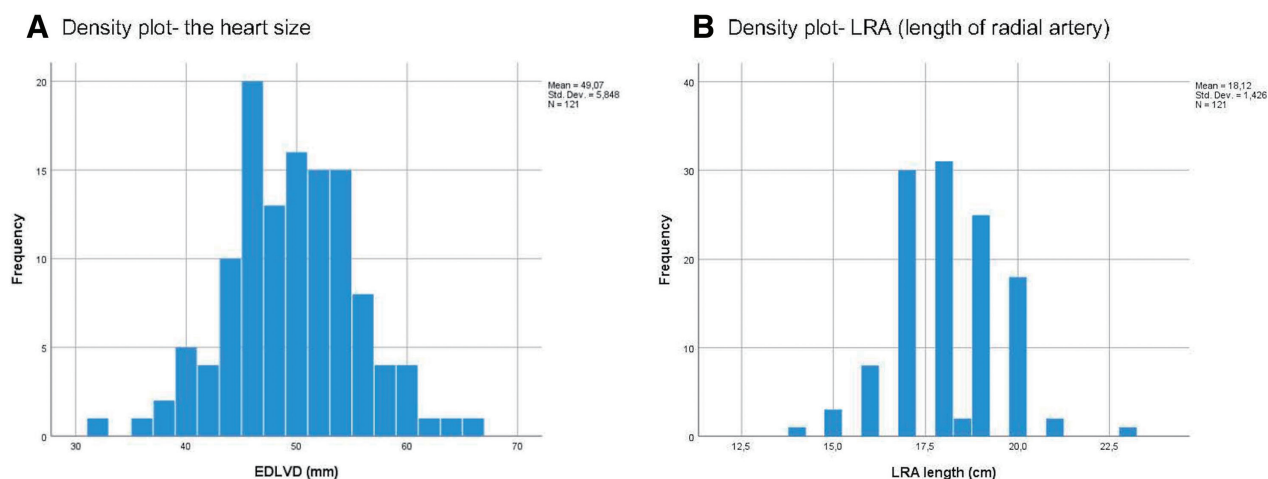 A Density plot- the heart size
Mean = 49,07
Std. Dev. = 5,848
N = 121
20
15
10
5
0
Frequency
30 40 50 60 70
EDLVD (mm)
B Density plot- LRA (length of radial artery)
Mean = 18,12
Std. Dev. = 1,426
N = 121
40
30
20
10
0
Frequency
12,5 15,0 17,5 20,0 22,5
LRA length (cm)